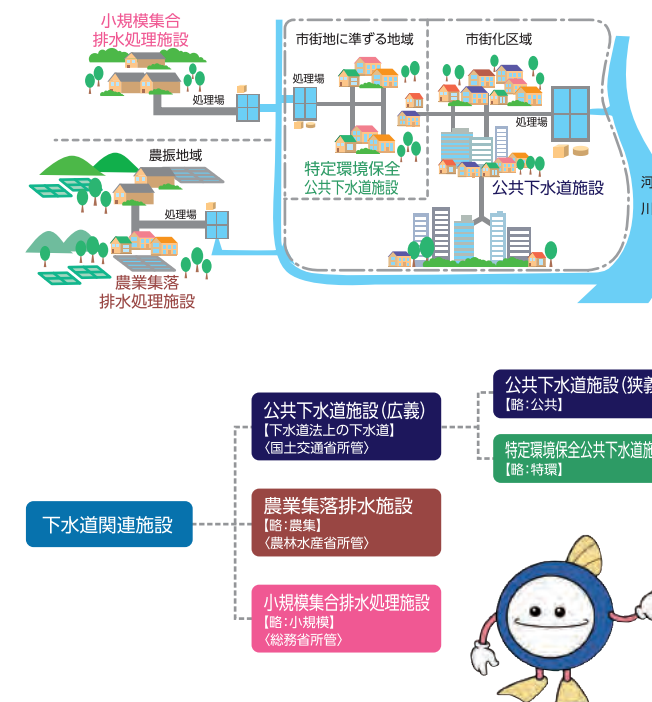 小規模集合
排水処理施設
処理場
農振地域
処理場
農業集落
排水処理施設
市街地に準ずる地域
処理場
特定環境保全
公共下水道施設
市街化区域
処理場
公共下水道施設
河
川
下水道関連施設
公共下水道施設(広義)
【下水道法上の下水道】
〈国土交通省所管〉
農業集落排水施設
【略:農集】
〈農林水産省所管〉
小規模集合排水処理施設
【略:小規模】
〈総務省所管〉
公共下水道施設(狭義
【略:公共】
特定環境保全公共下水道施
【略:特環】